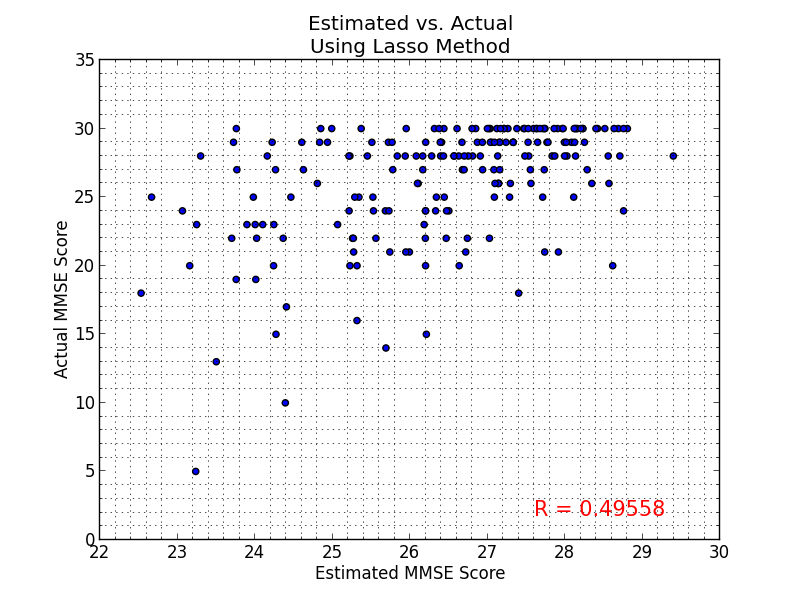 Estimated vs. Actual
Using Lasso Method
35
30
25
20
15
10
5
0
Actual MMSE Score
R = 0.49558
22 23 24 25 26 27 28 29 30
Estimated MMSE Score